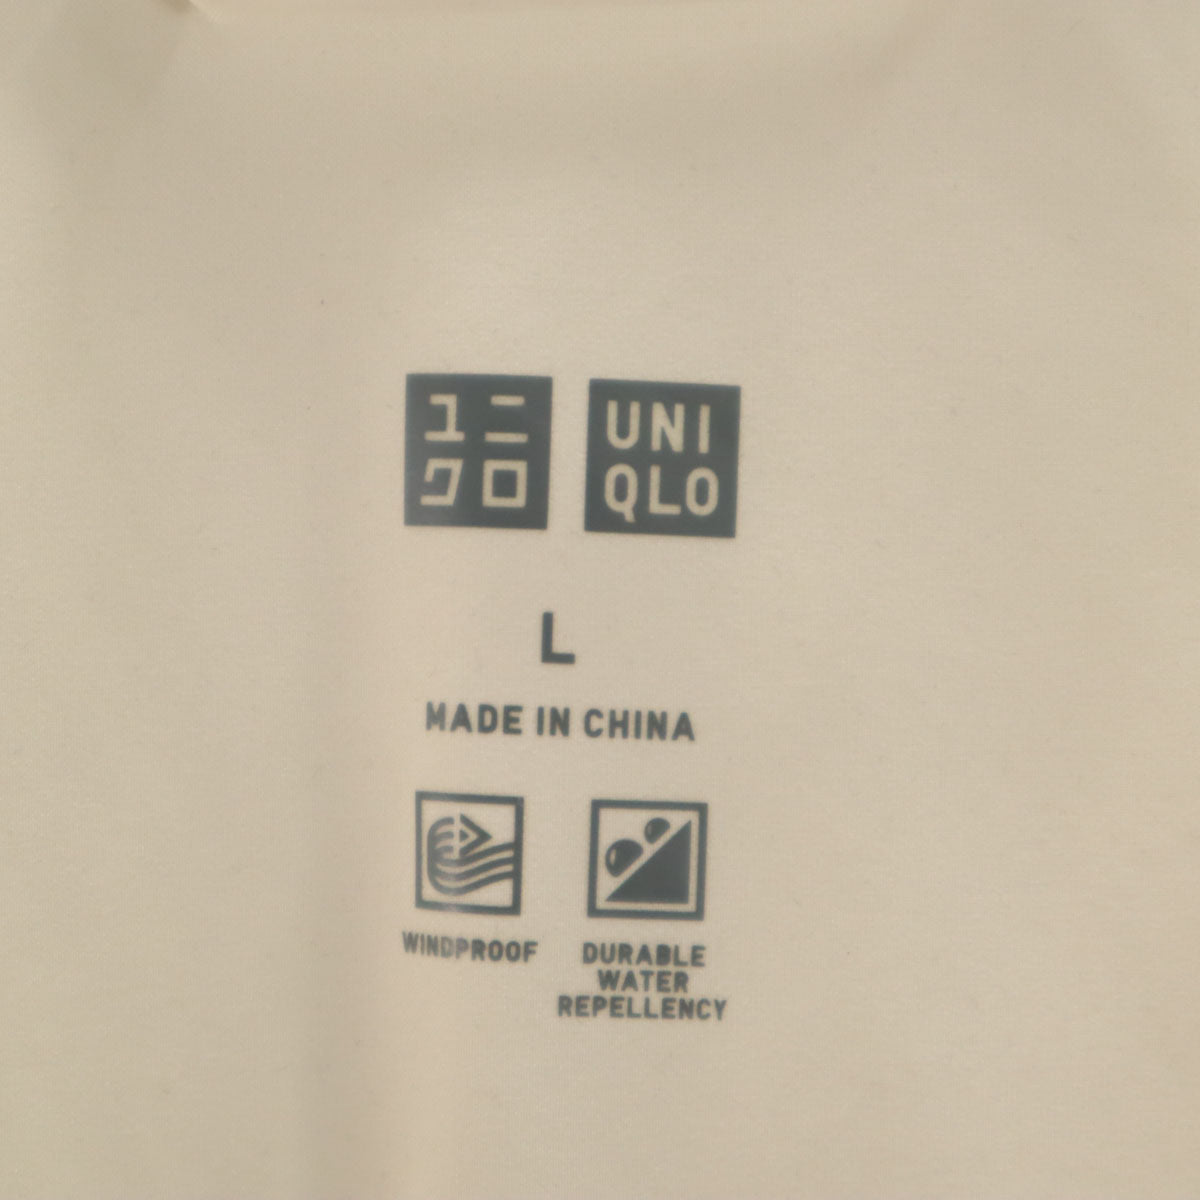 ユニ
クロ
UNI
QLO
L
MADE IN CHINA
WINDPROOF
DURABLE
WATER
REPELLENCY